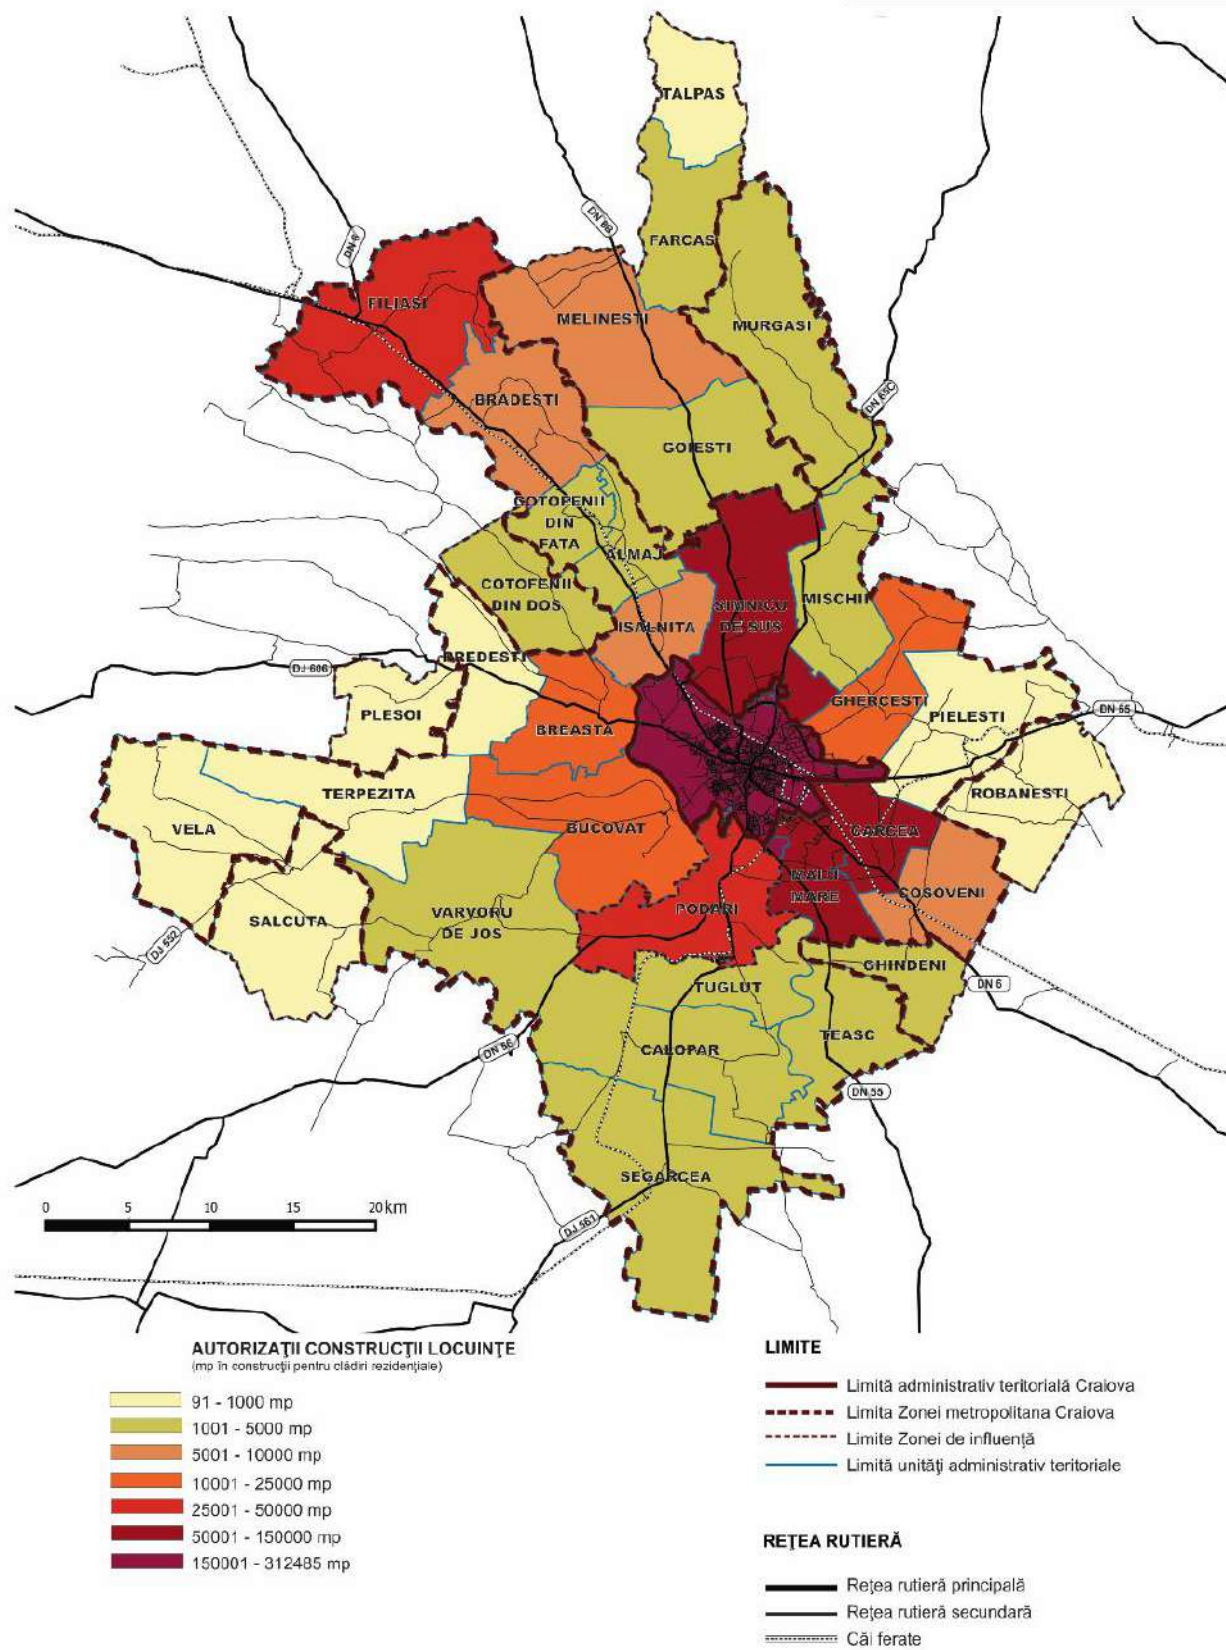 TALPAS
DN 6B
FARCAS
DN 6
FILIASI
MELINESTI
MURGASI
BRADESTI
DN 65C
GOIESTI
COTOFENII
DIN
FATA
ALMAJ
COTOFENII
DIN DOS
ISALNITA
SIMNICU
DE SUS
MISCHII
PREDESTI
DJ 606
PLESOI
BREASTA
GHERCESTI
PIELESTI
DN 65
TERPEZITA
ROBANESTI
VELA
BUCOVAT
CARCEA
MALU
MARE
COSOVENI
SALCUTA
VARVORU
DE JOS
PODARI
DJ 552
GHINDENI
TUGLUT
DN 6
TEASC
CALOPAR
DN 56
DN 55
SEGARCEA
DJ 561
0 5 10 15 20 km
AUTORIZAŢII CONSTRUCŢII LOCUINŢE
(mp în construcţii pentru clădiri rezidenţiale)
91 - 1000 mp
1001 - 5000 mp
5001 - 10000 mp
10001 - 25000 mp
25001 - 50000 mp
50001 - 150000 mp
150001 - 312485 mp
LIMITE
Limită administrativ teritorială Craiova
Limita Zonei metropolitana Craiova
Limite Zonei de influenţă
Limită unităţi administrativ teritoriale
REŢEA RUTIERĂ
Reţea rutieră principală
Reţea rutieră secundară
Căi ferate